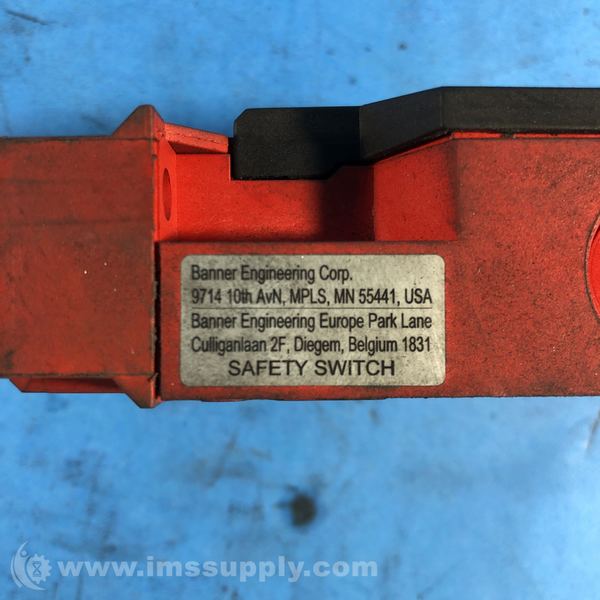 Banner Engineering Corp.
9714 10th AvN, MPLS, MN 55441, USA
Banner Engineering Europe Park Lane
Culliganlaan 2F, Diegem, Belgium 1831
SAFETY SWITCH
www.imssupply.com